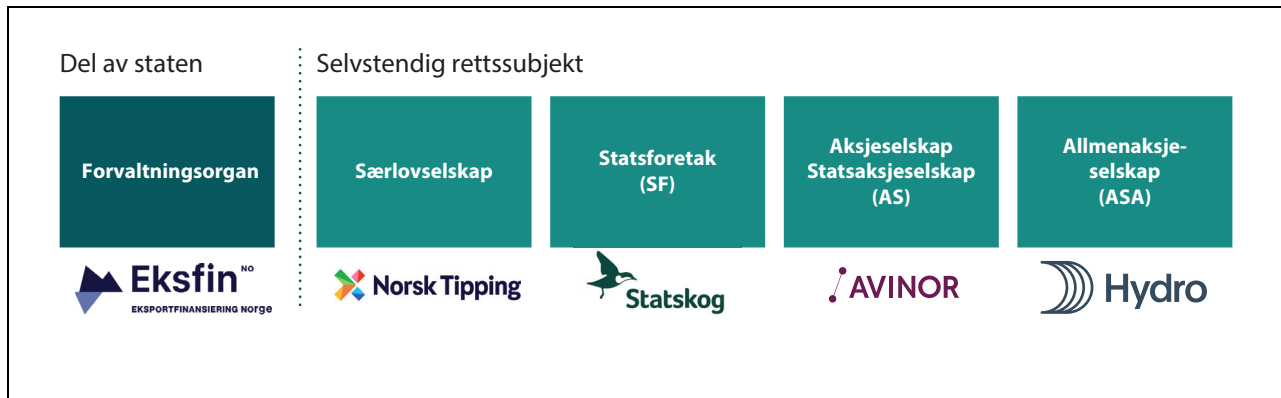 Del av staten
Selvstendig rettssubjekt
Forvaltningsorgan
Særlovselskap
Statsforetak
(SF)
Aksjeselskap
Statsaksjeselskap
(AS)
Allmenaksje-
selskap
(ASA)
Eksfin NO
EKSPORTFINANSIERING Norge
Norsk Tipping
Statskog
AVINOR
Hydro